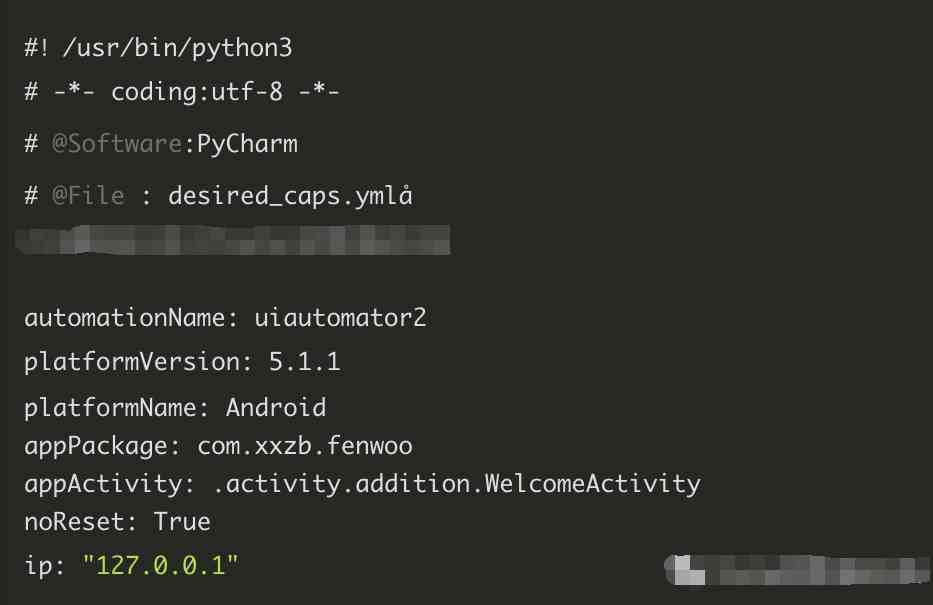 #! /usr/bin/python3
# -*- coding:utf-8 -*-
# @Software:PyCharm
# @File : desired_caps.ymlå
automationName: uiautomator2
platformVersion: 5.1.1
platformName: Android
appPackage: com.xxzb.fenwoo
appActivity: .activity.addition.WelcomeActivity
noReset: True
ip: "127.0.0.1"